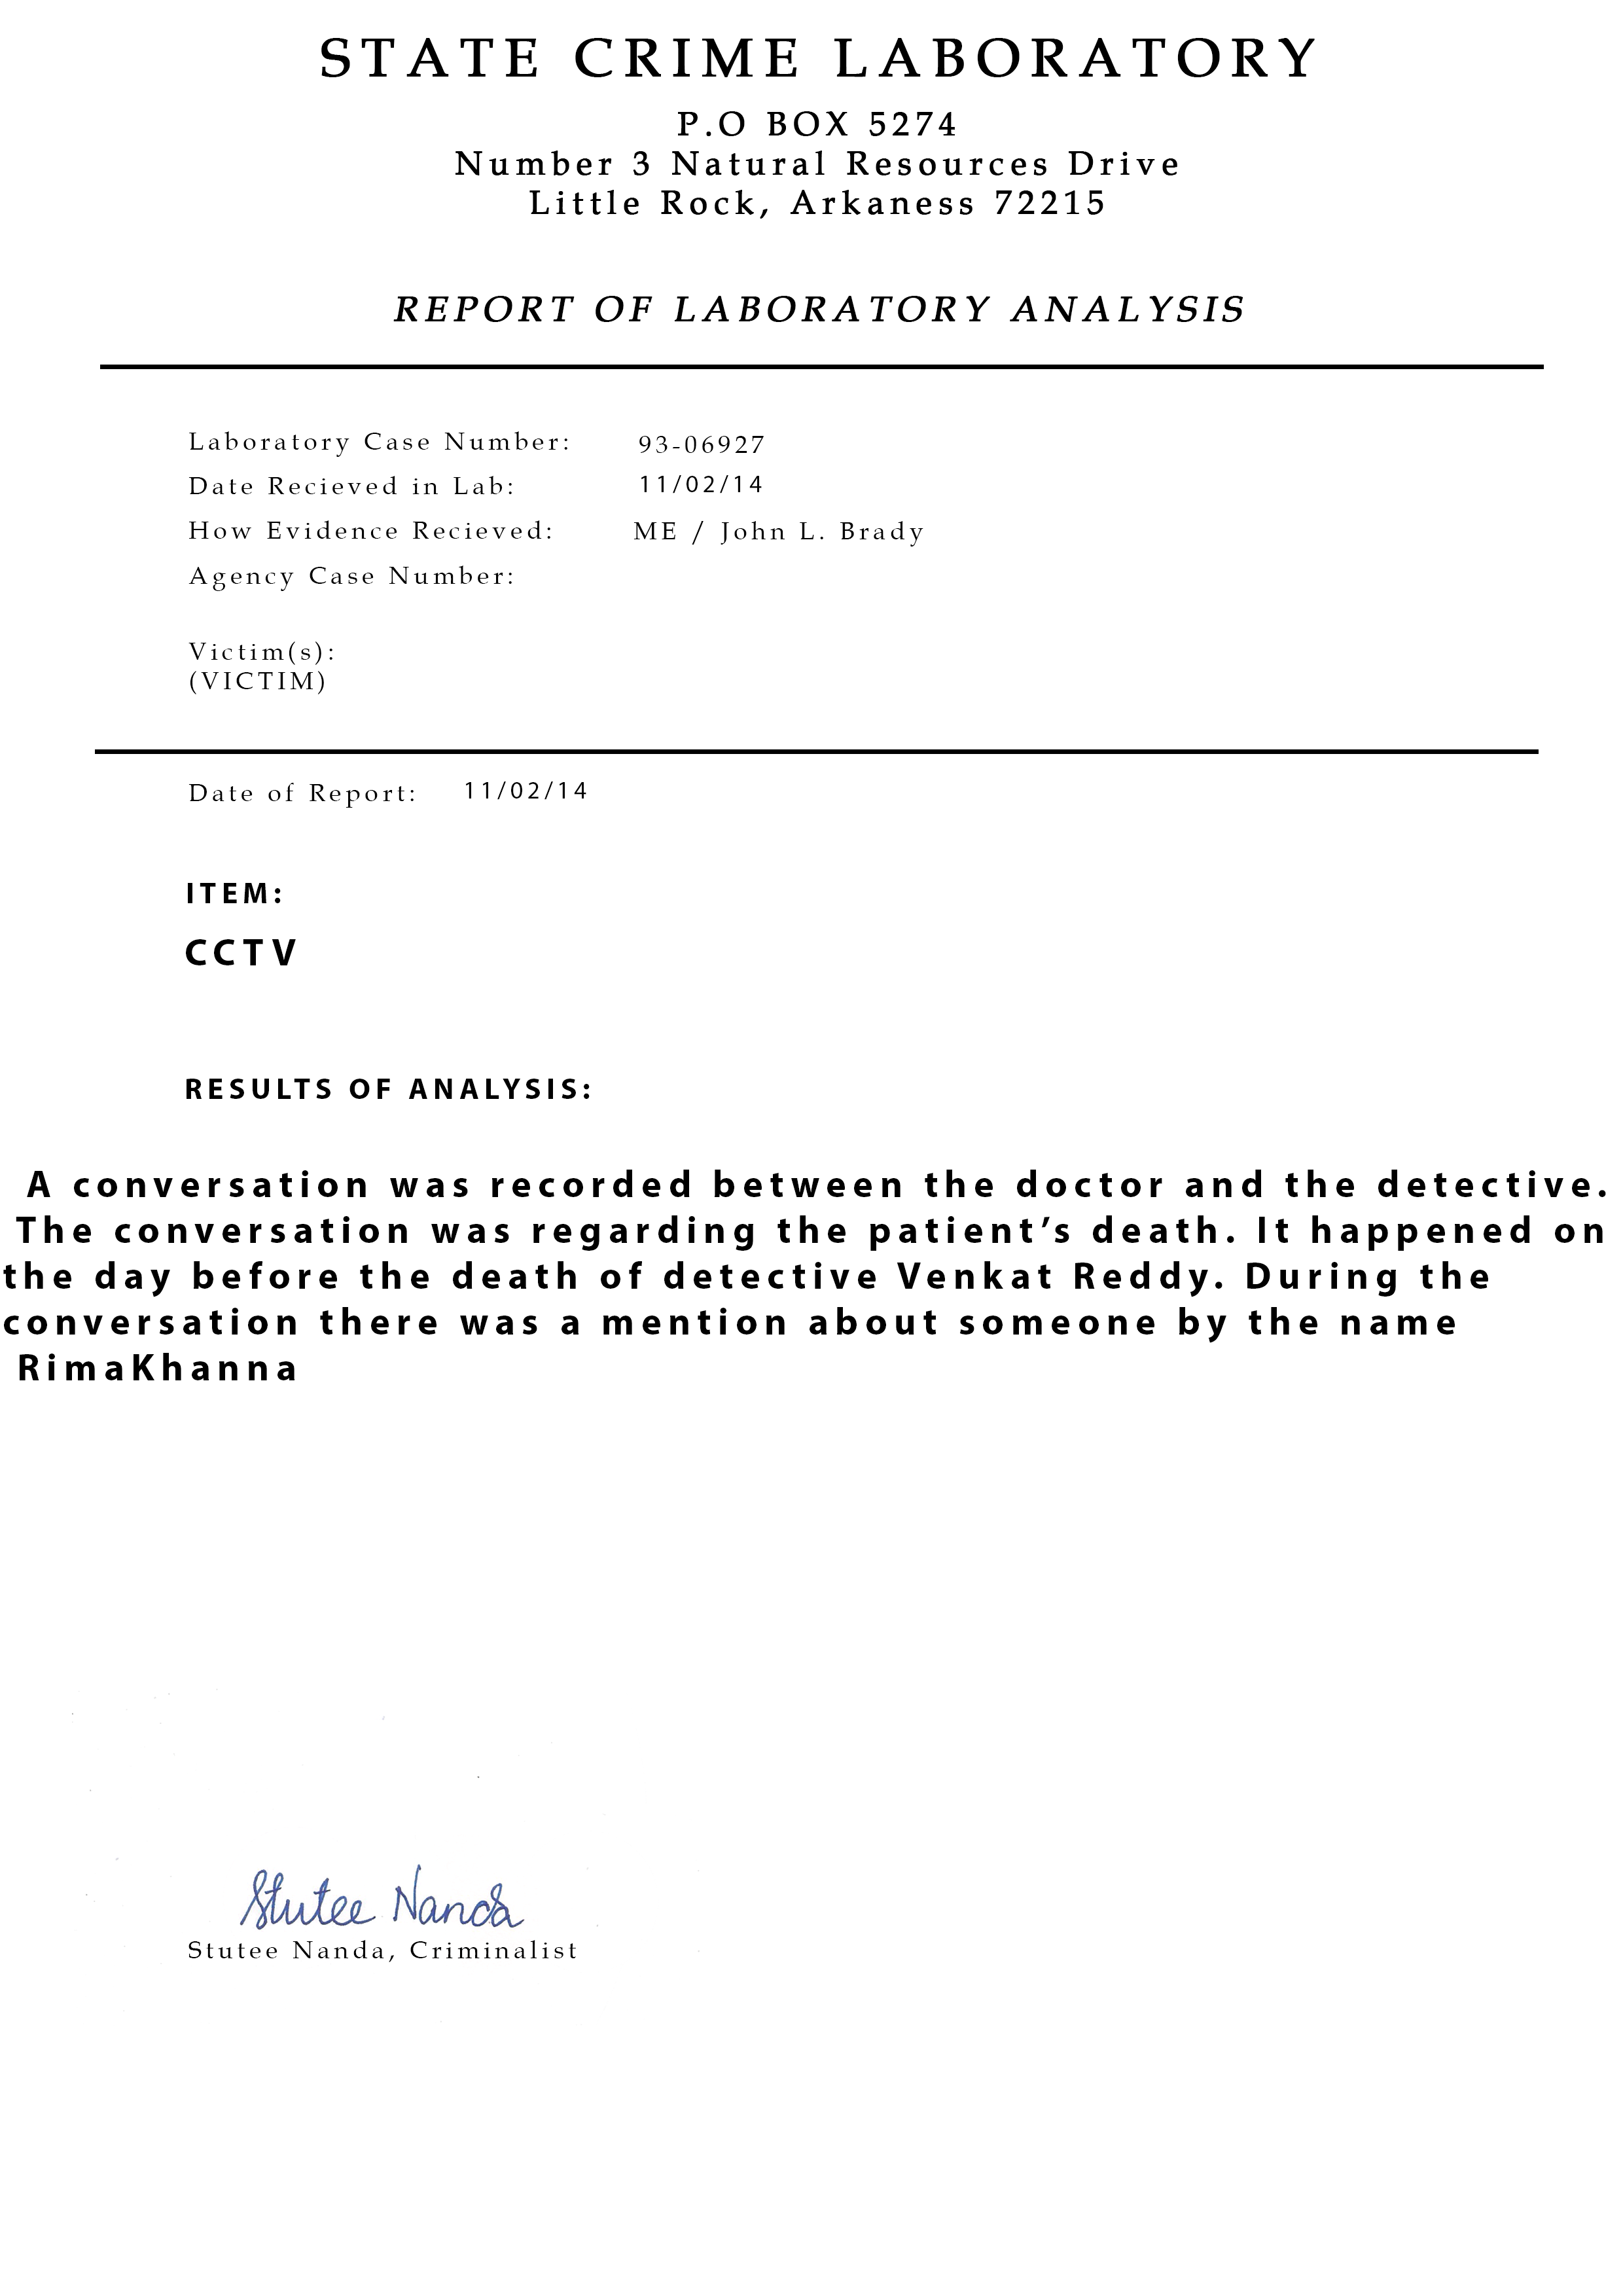 STATE CRIME LABORATORY
P.O BOX 5274
Number 3 Natural Resources Drive
Little Rock, Arkaness 72215
REPORT OF LABORATORY ANALYSIS
Laboratory Case Number: 93-06927
Date Recieved in Lab: 11/02/14
How Evidence Recieved: ME / John L. Brady
Agency Case Number:
Victim(s):
(VICTIM)
Date of Report: 11/02/14
ITEM:
CCTV
RESULTS OF ANALYSIS:
A conversation was recorded between the doctor and the detective.
The conversation was regarding the patient’s death. It happened on
the day before the death of detective Venkat Reddy. During the
conversation there was a mention about someone by the name
RimaKhanna
Stutee Nanda
Stutee Nanda, Criminalist